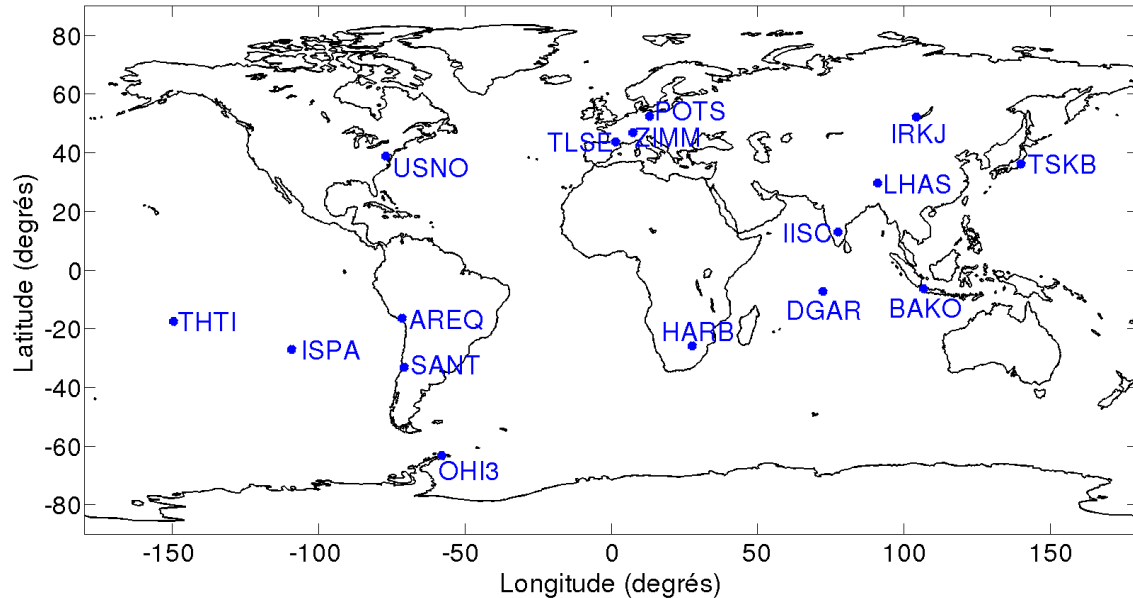 80
60
40
20
0
-20
-40
-60
-80
Latitude (degrés)
POTS
ZIMM
TLSE
IRKJ
USNO
TSKB
LHAS
IISC
DGAR
BAKO
THTI
AREQ
HARB
ISPA
SANT
OHI3
-150
-100
-50
0
50
100
150
Longitude (degrés)